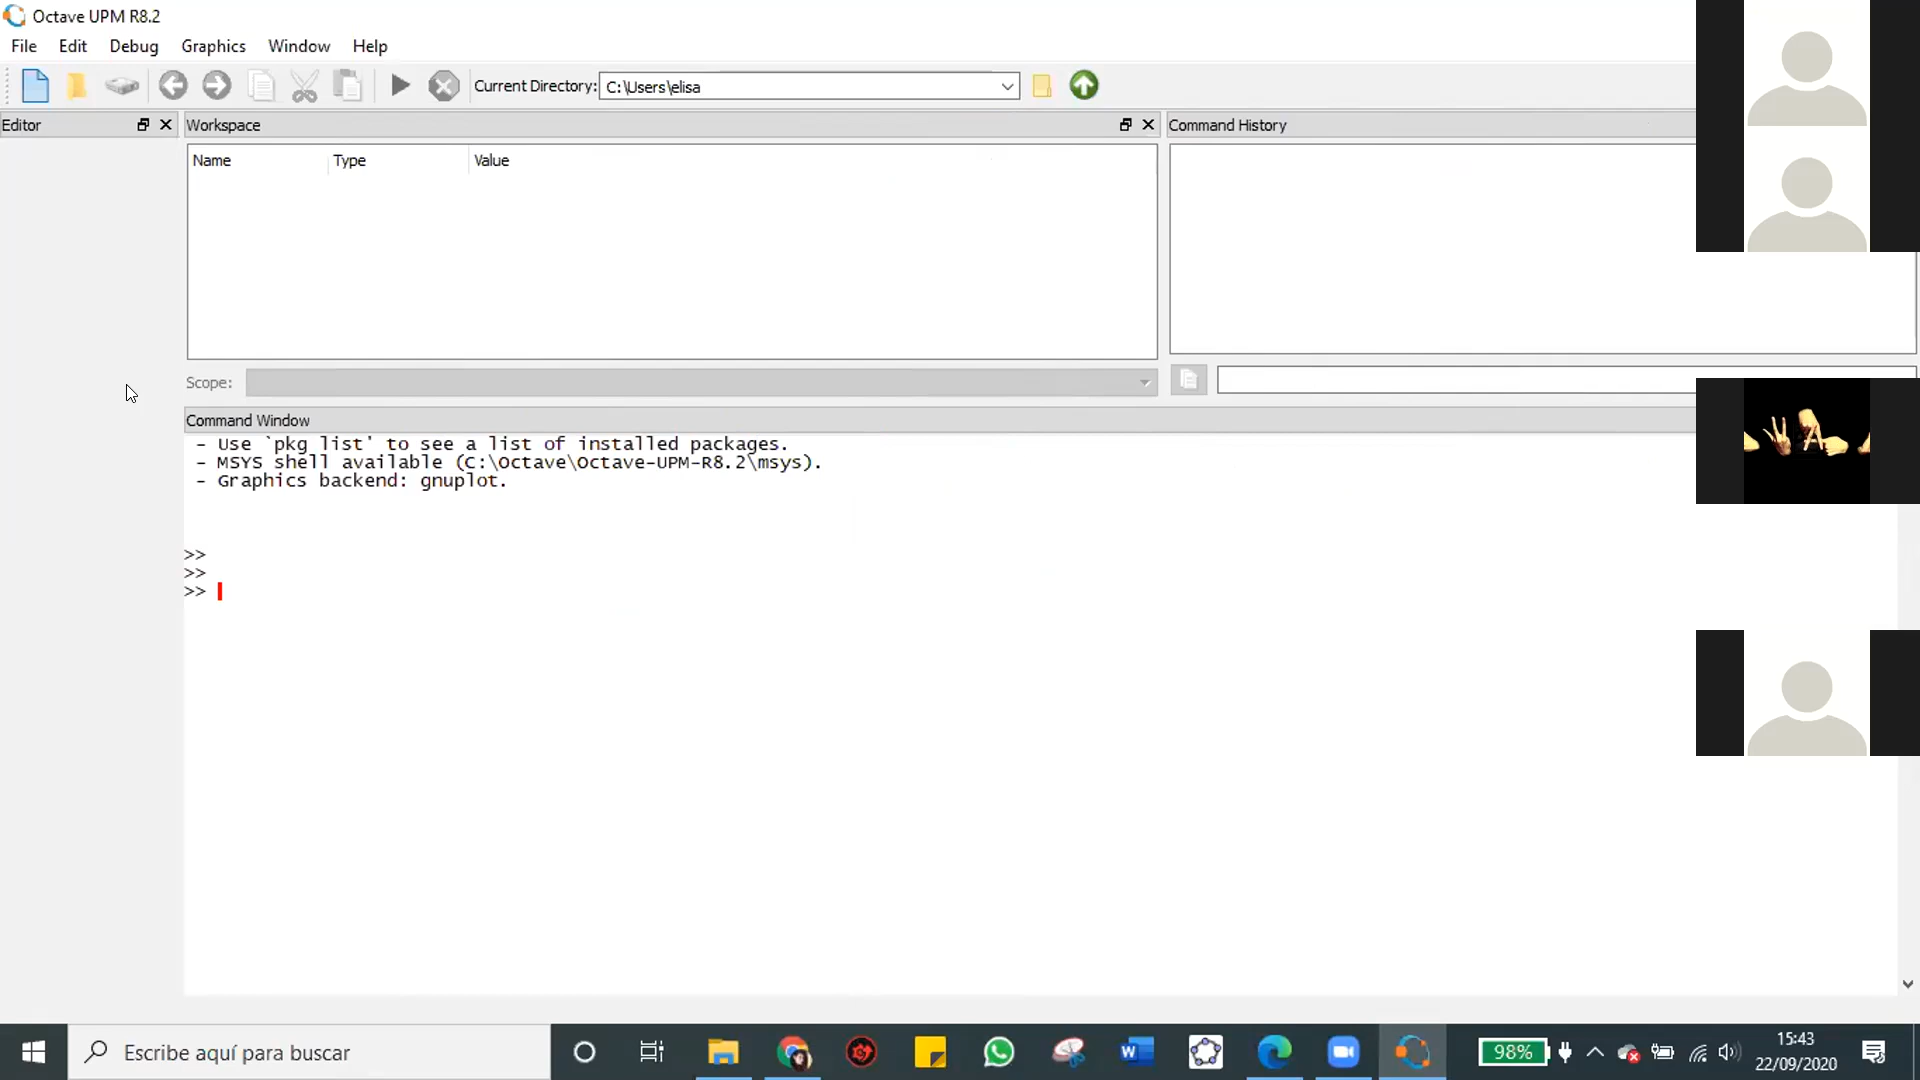 Octave UPM R8.2
File Edit Debug Graphics Window Help
Current Directory: C:\Users\elisa
Editor
Workspace
Command History
Name Type Value
Scope:
Command Window
- Use `pkg list' to see a list of installed packages.
- MSYS shell available (C:\Octave\Octave-UPM-R8.2\msys).
- Graphics backend: gnuplot.
>>
>>
>>
Escribe aquí para buscar
98%
15:43
22/09/2020